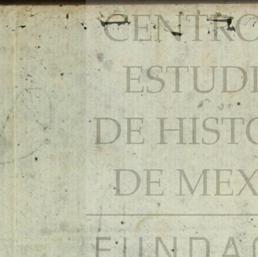 CENTRO
ESTUDI
DE HISTO
DE MEX
FUNDAC